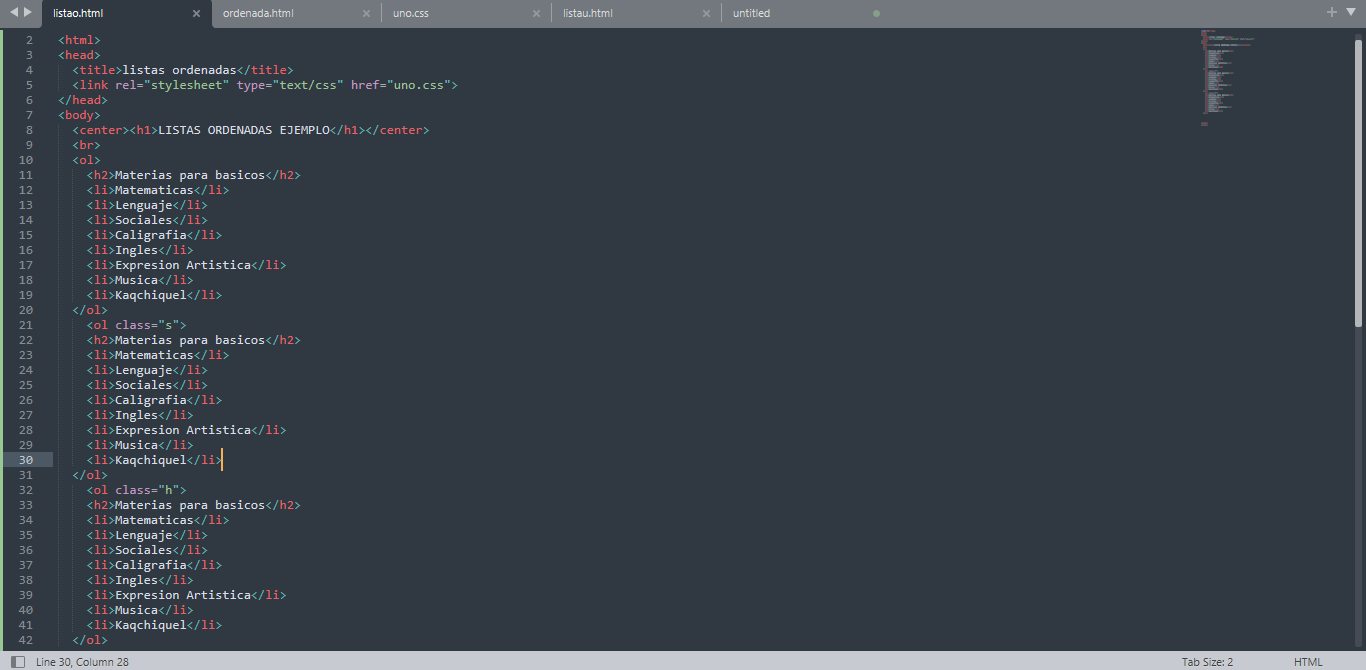 listao.html
ordenada.html
uno.css
listau.html
untitled
2 <html>
3 <head>
4 <title>listas ordenadas</title>
5 <link rel="stylesheet" type="text/css" href="uno.css">
6 </head>
7 <body>
8 <center><h1>LISTAS ORDENADAS EJEMPLO</h1></center>
9 <br>
10 <ol>
11 <h2>Materias para basicos</h2>
12 <li>Matematicas</li>
13 <li>Lenguaje</li>
14 <li>Sociales</li>
15 <li>Caligrafia</li>
16 <li>Ingles</li>
17 <li>Expresion Artistica</li>
18 <li>Musica</li>
19 <li>Kaqchiquel</li>
20 </ol>
21 <ol class="s">
22 <h2>Materias para basicos</h2>
23 <li>Matematicas</li>
24 <li>Lenguaje</li>
25 <li>Sociales</li>
26 <li>Caligrafia</li>
27 <li>Ingles</li>
28 <li>Expresion Artistica</li>
29 <li>Musica</li>
30 <li>Kaqchiquel</li>
31 </ol>
32 <ol class="h">
33 <h2>Materias para basicos</h2>
34 <li>Matematicas</li>
35 <li>Lenguaje</li>
36 <li>Sociales</li>
37 <li>Caligrafia</li>
38 <li>Ingles</li>
39 <li>Expresion Artistica</li>
40 <li>Musica</li>
41 <li>Kaqchiquel</li>
42 </ol>
Line 30, Column 28
Tab Size: 2
HTML